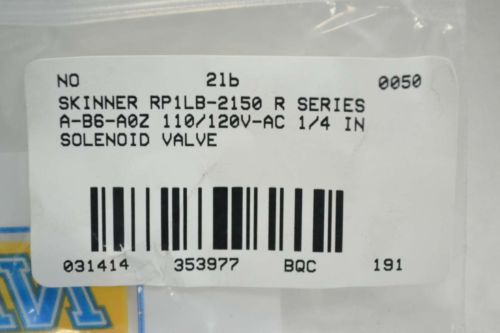 NO 21b 0050
SKINNER RP1LB-2150 R SERIES
A-B6-A0Z 110/120V-AC 1/4 IN
SOLENOID VALVE
031414 353977 BQC 191